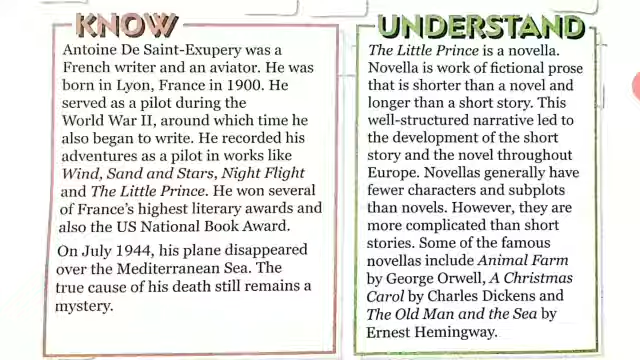 KNOW
Antoine De Saint-Exupery was a
French writer and an aviator. He was
born in Lyon, France in 1900. He
served as a pilot during the
World War II, around which time he
also began to write. He recorded his
adventures as a pilot in works like
Wind, Sand and Stars, Night Flight
and The Little Prince. He won several
of France's highest literary awards and
also the US National Book Award.
On July 1944, his plane disappeared
over the Mediterranean Sea. The
true cause of his death still remains a
mystery.
UNDERSTAND
The Little Prince is a novella.
Novella is work of fictional prose
that is shorter than a novel and
longer than a short story. This
well-structured narrative led to
the development of the short
story and the novel throughout
Europe. Novellas generally have
fewer characters and subplots
than novels. However, they are
more complicated than short
stories. Some of the famous
novellas include Animal Farm
by George Orwell, A Christmas
Carol by Charles Dickens and
The Old Man and the Sea by
Ernest Hemingway.